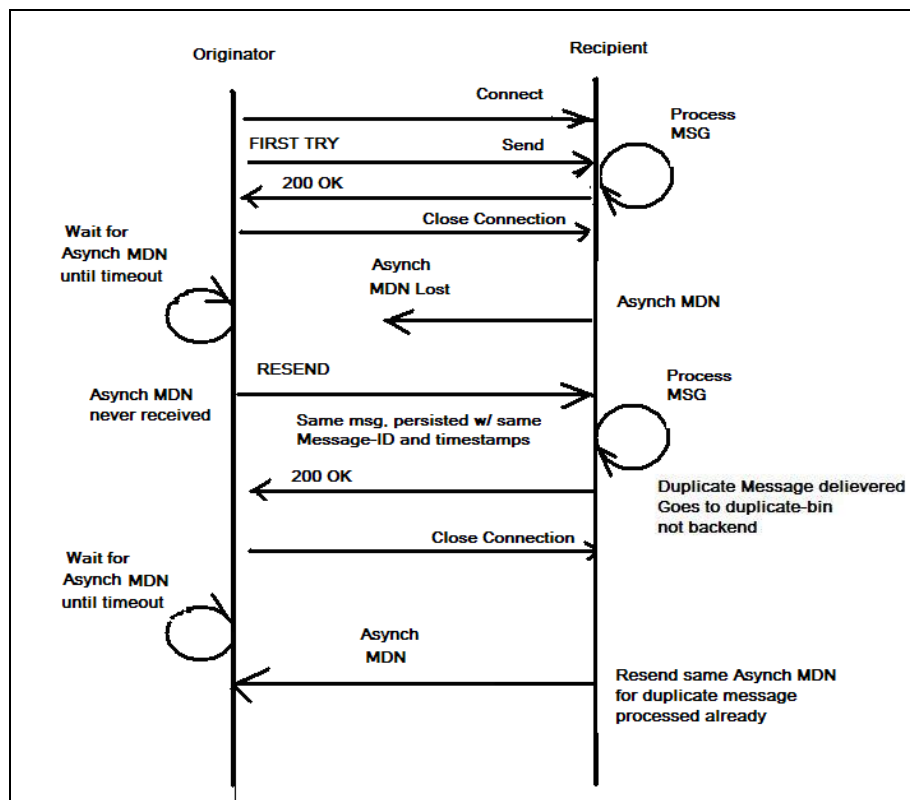 Originator
Recipient
Connect
Process
MSG
FIRST TRY
Send
200 OK
Close Connection
Wait for
Asynch MDN
until timeout
Asynch
MDN Lost
Asynch MDN
RESEND
Asynch MDN
never received
Process
MSG
Same msg, persisted w/ same
Message-ID and timestamps
200 OK
Duplicate Message delievered
Goes to duplicate-bin
not backend
Close Connection
Wait for
Asynch MDN
until timeout
Asynch
MDN
Resend same Asynch MDN
for duplicate message
processed already